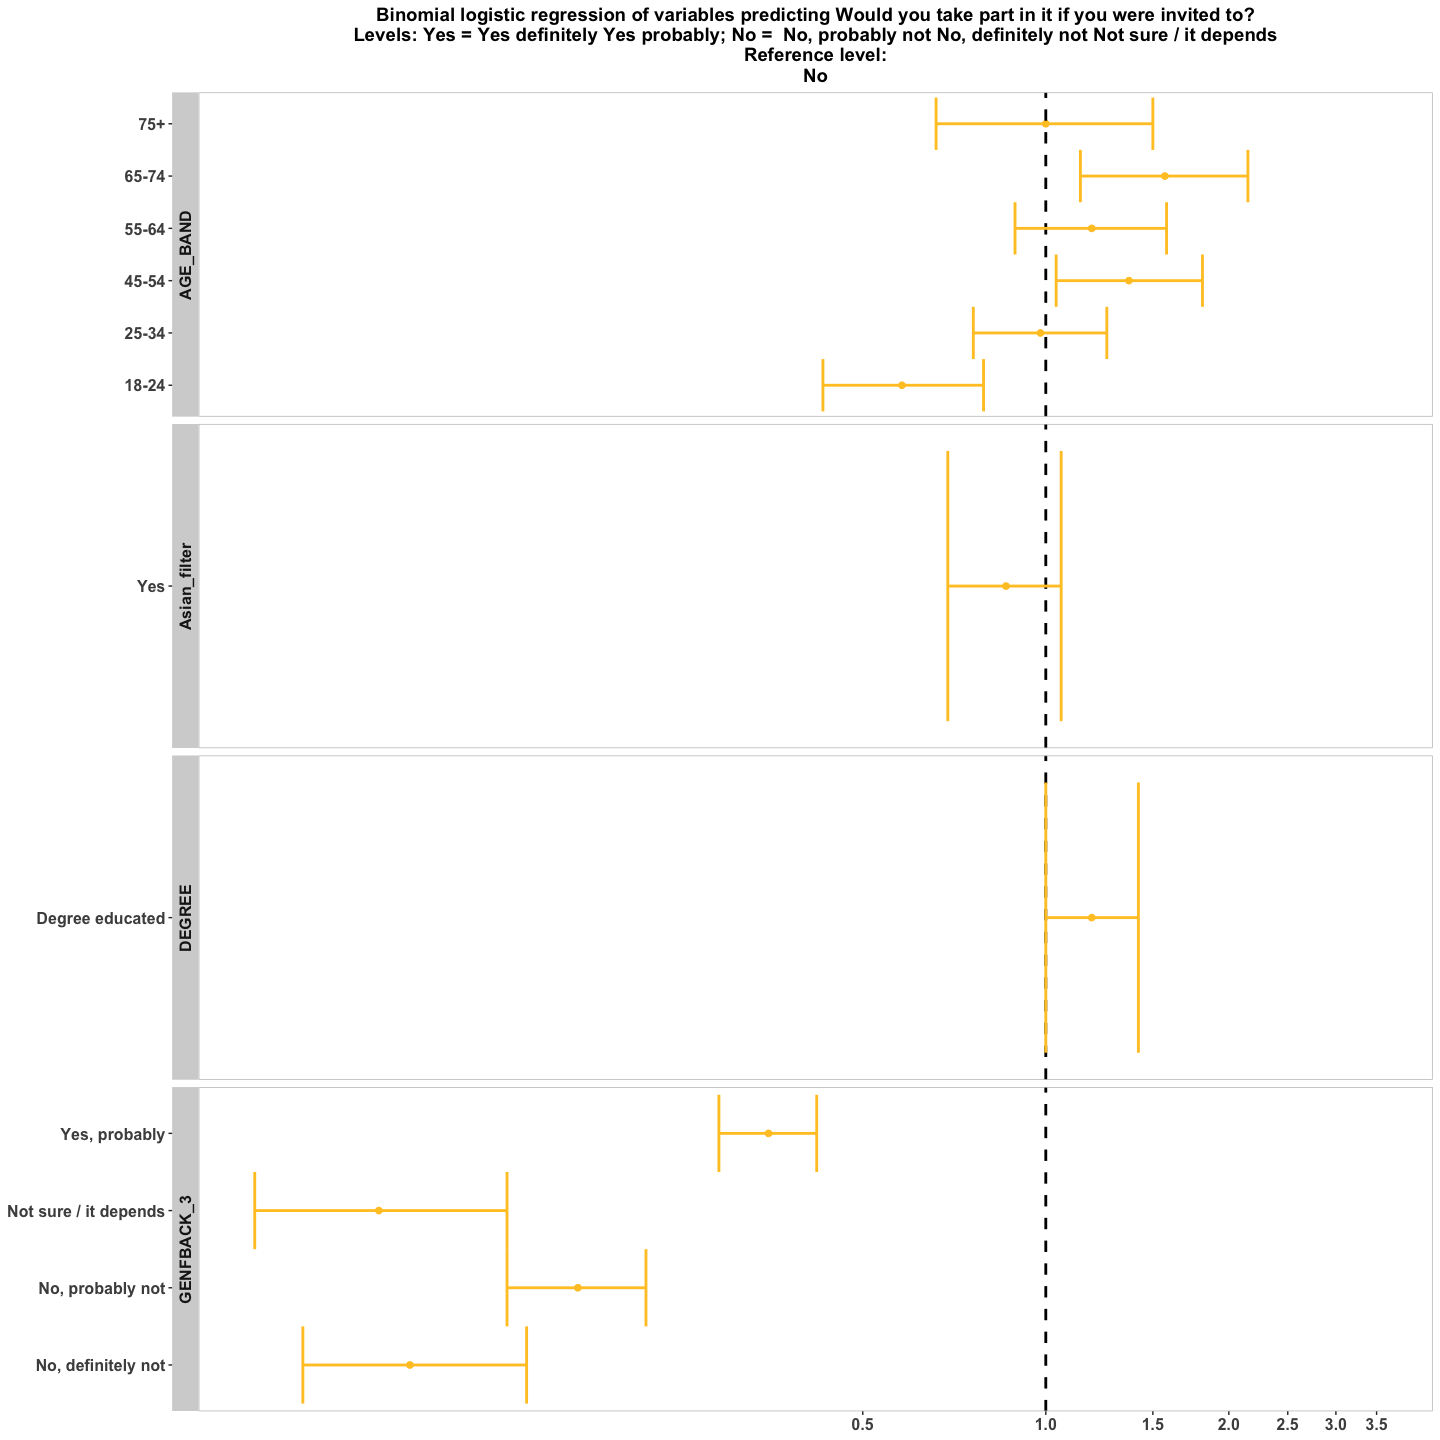 Binomial logistic regression of variables predicting Would you take part in it if you were invited to?
Levels: Yes = Yes definitely Yes probably; No =  No, probably not No, definitely not Not sure / it depends
Reference level:
No
AGE_BAND
75+
65-74
55-64
45-54
25-34
18-24
Asian_filter
Yes
DEGREE
Degree educated
GENFBACK_3
Yes, probably
Not sure / it depends
No, probably not
No, definitely not
0.5 1.0 1.5 2.0 2.5 3.0 3.5